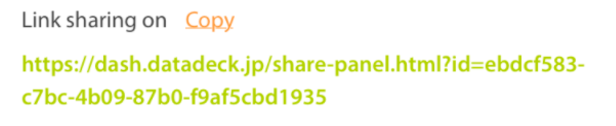 Link sharing on Copy
https://dash.datadeck.jp/share-panel.html?id=ebdcf583-
c7bc-4b09-87b0-f9af5cbd1935